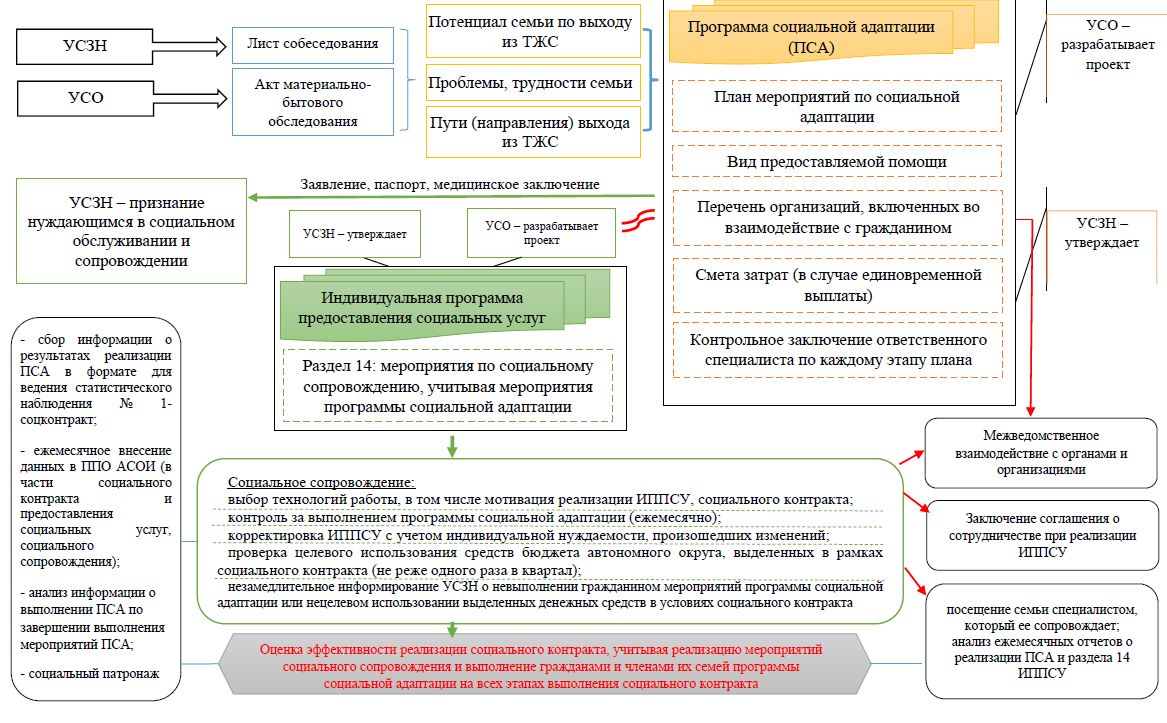 УСЗН
УСО
Лист собеседования
Акт материально-
бытового
обследования
Потенциал семьи по выходу
из ТЖС
Проблемы, трудности семьи
Пути (направления) выхода
из ТЖС
Программа социальной адаптации
(ПСА)
План мероприятий по социальной
адаптации
Вид предоставляемой помощи
Перечень организаций, включенных во
взаимодействие с гражданином
Смета затрат (в случае единовременной
выплаты)
Контрольное заключение ответственного
специалиста по каждому этапу плана
УСО –
разрабатывает
проект
УСЗН –
утверждает
Заявление, паспорт, медицинское заключение
УСЗН – признание
нуждающимся в социальном
обслуживании и
сопровождении
УСЗН – утверждает
УСО – разрабатывает
проект
Индивидуальная программа
предоставления социальных услуг
Раздел 14: мероприятия по социальному
сопровождению, учитывая мероприятия
программы социальной адаптации
- сбор информации о
результатах реализации
ПСА в формате для
ведения статистического
наблюдения № 1-
соцконтракт;
- ежемесячное внесение
данных в ППО АСОИ (в
части социального
контракта и
предоставления
социальных услуг,
социального
сопровождения);
- анализ информации о
выполнении ПСА по
завершении выполнения
мероприятий ПСА;
- социальный патронаж
Социальное сопровождение:
выбор технологий работы, в том числе мотивация реализации ИППСУ, социального контракта;
контроль за выполнением программы социальной адаптации (ежемесячно);
корректировка ИППСУ с учетом индивидуальной нуждаемости, произошедших изменений;
проверка целевого использования средств бюджета автономного округа, выделенных в рамках
социального контракта (не реже одного раза в квартал);
незамедлительное информирование УСЗН о невыполнении гражданином мероприятий программы социальной
адаптации или нецелевом использовании выделенных денежных средств в условиях социального контракта
Межведомственное
взаимодействие с органами и
организациями
Заключение соглашения о
сотрудничестве при реализации
ИППСУ
посещение семьи специалистом,
который ее сопровождает;
анализ ежемесячных отчетов о
реализации ПСА и раздела 14
ИППСУ
Оценка эффективности реализации социального контракта, учитывая реализацию мероприятий
социального сопровождения и выполнение гражданами и членами их семей программы
социальной адаптации на всех этапах выполнения социального контракта